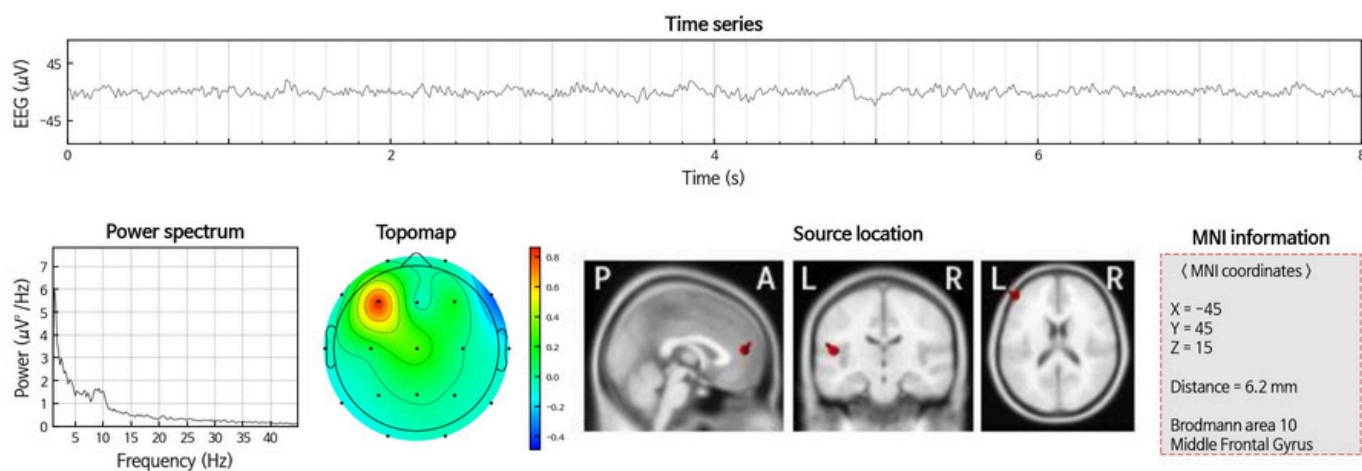 Time series
EEG (μV)
45
-45
0 2 4 6 8
Time (s)
Power spectrum
Power (μV²/Hz)
7
6
5
4
3
2
1
0
5 10 15 20 25 30 35 40
Frequency (Hz)
Topomap
0.8
0.6
0.4
0.2
0.0
−0.2
−0.4
Source location
P A
L R
L R
MNI information
〈 MNI coordinates 〉
X = −45
Y = 45
Z = 15
Distance = 6.2 mm
Brodmann area 10
Middle Frontal Gyrus